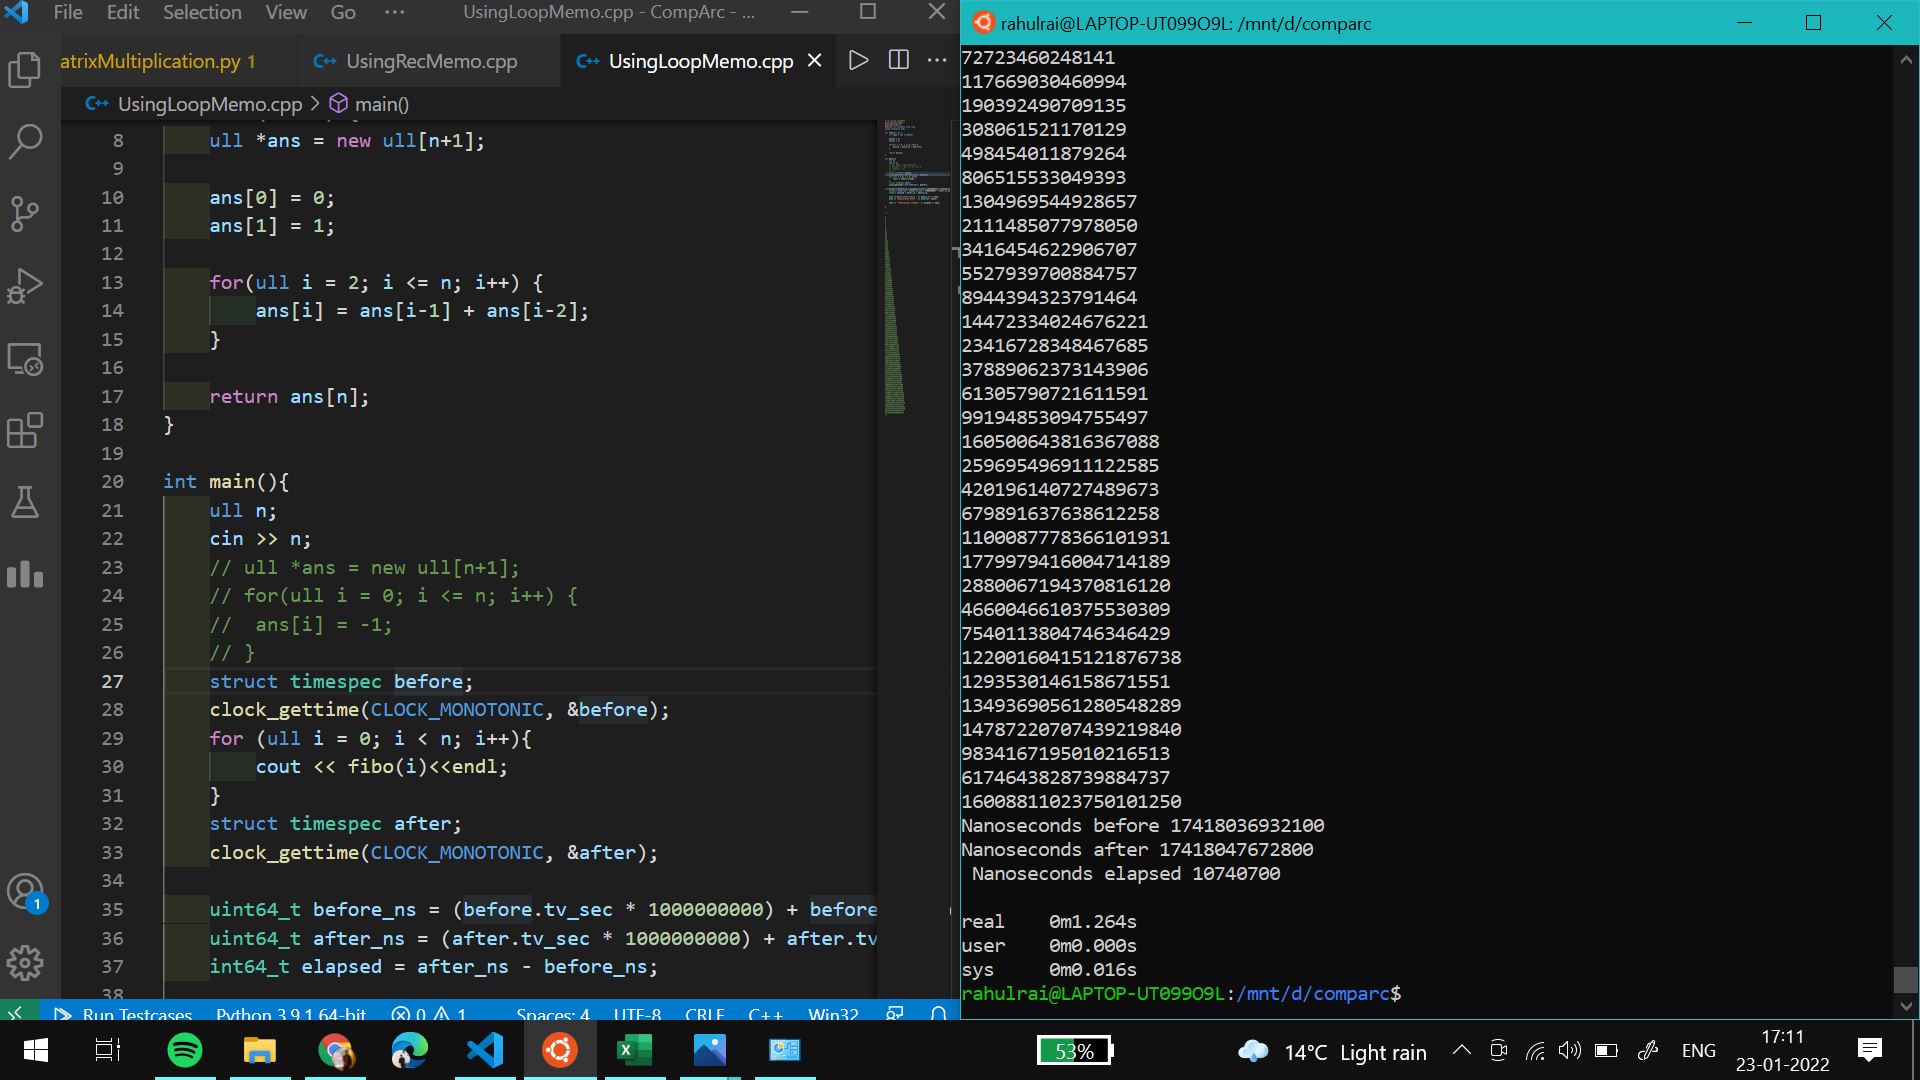 File Edit Selection View Go ··· UsingLoopMemo.cpp - CompArc - ...
atrixMultiplication.py 1 UsingRecMemo.cpp UsingLoopMemo.cpp
UsingLoopMemo.cpp > main()
8 ull *ans = new ull[n+1];
9
10 ans[0] = 0;
11 ans[1] = 1;
12
13 for(ull i = 2; i <= n; i++) {
14 ans[i] = ans[i-1] + ans[i-2];
15 }
16
17 return ans[n];
18 }
19
20 int main(){
21 ull n;
22 cin >> n;
23 // ull *ans = new ull[n+1];
24 // for(ull i = 0; i <= n; i++) {
25 //  ans[i] = -1;
26 // }
27 struct timespec before;
28 clock_gettime(CLOCK_MONOTONIC, &before);
29 for (ull i = 0; i < n; i++){
30 cout << fibo(i)<<endl;
31 }
32 struct timespec after;
33 clock_gettime(CLOCK_MONOTONIC, &after);
34
35 uint64_t before_ns = (before.tv_sec * 1000000000) + before
36 uint64_t after_ns = (after.tv_sec * 1000000000) + after.tv
37 int64_t elapsed = after_ns - before_ns;
38
1
Run Testcases Python 3.9.1 64-bit 0 1 Spaces: 4 UTF-8 CRLF C++ Win32
rahulrai@LAPTOP-UT099O9L: /mnt/d/comparc
72723460248141
117669030460994
190392490709135
308061521170129
498454011879264
806515533049393
1304969544928657
2111485077978050
3416454622906707
5527939700884757
8944394323791464
14472334024676221
23416728348467685
37889062373143906
61305790721611591
99194853094755497
160500643816367088
259695496911122585
420196140727489673
679891637638612258
1100087778366101931
1779979416004714189
2880067194370816120
4660046610375530309
7540113804746346429
12200160415121876738
1293530146158671551
13493690561280548289
14787220707439219840
9834167195010216513
6174643828739884737
16008811023750101250
Nanoseconds before 17418036932100
Nanoseconds after 17418047672800
Nanoseconds elapsed 10740700
real 0m1.264s
user 0m0.000s
sys 0m0.016s
rahulrai@LAPTOP-UT099O9L:/mnt/d/comparc$
53% 14°C Light rain ENG 17:11
23-01-2022